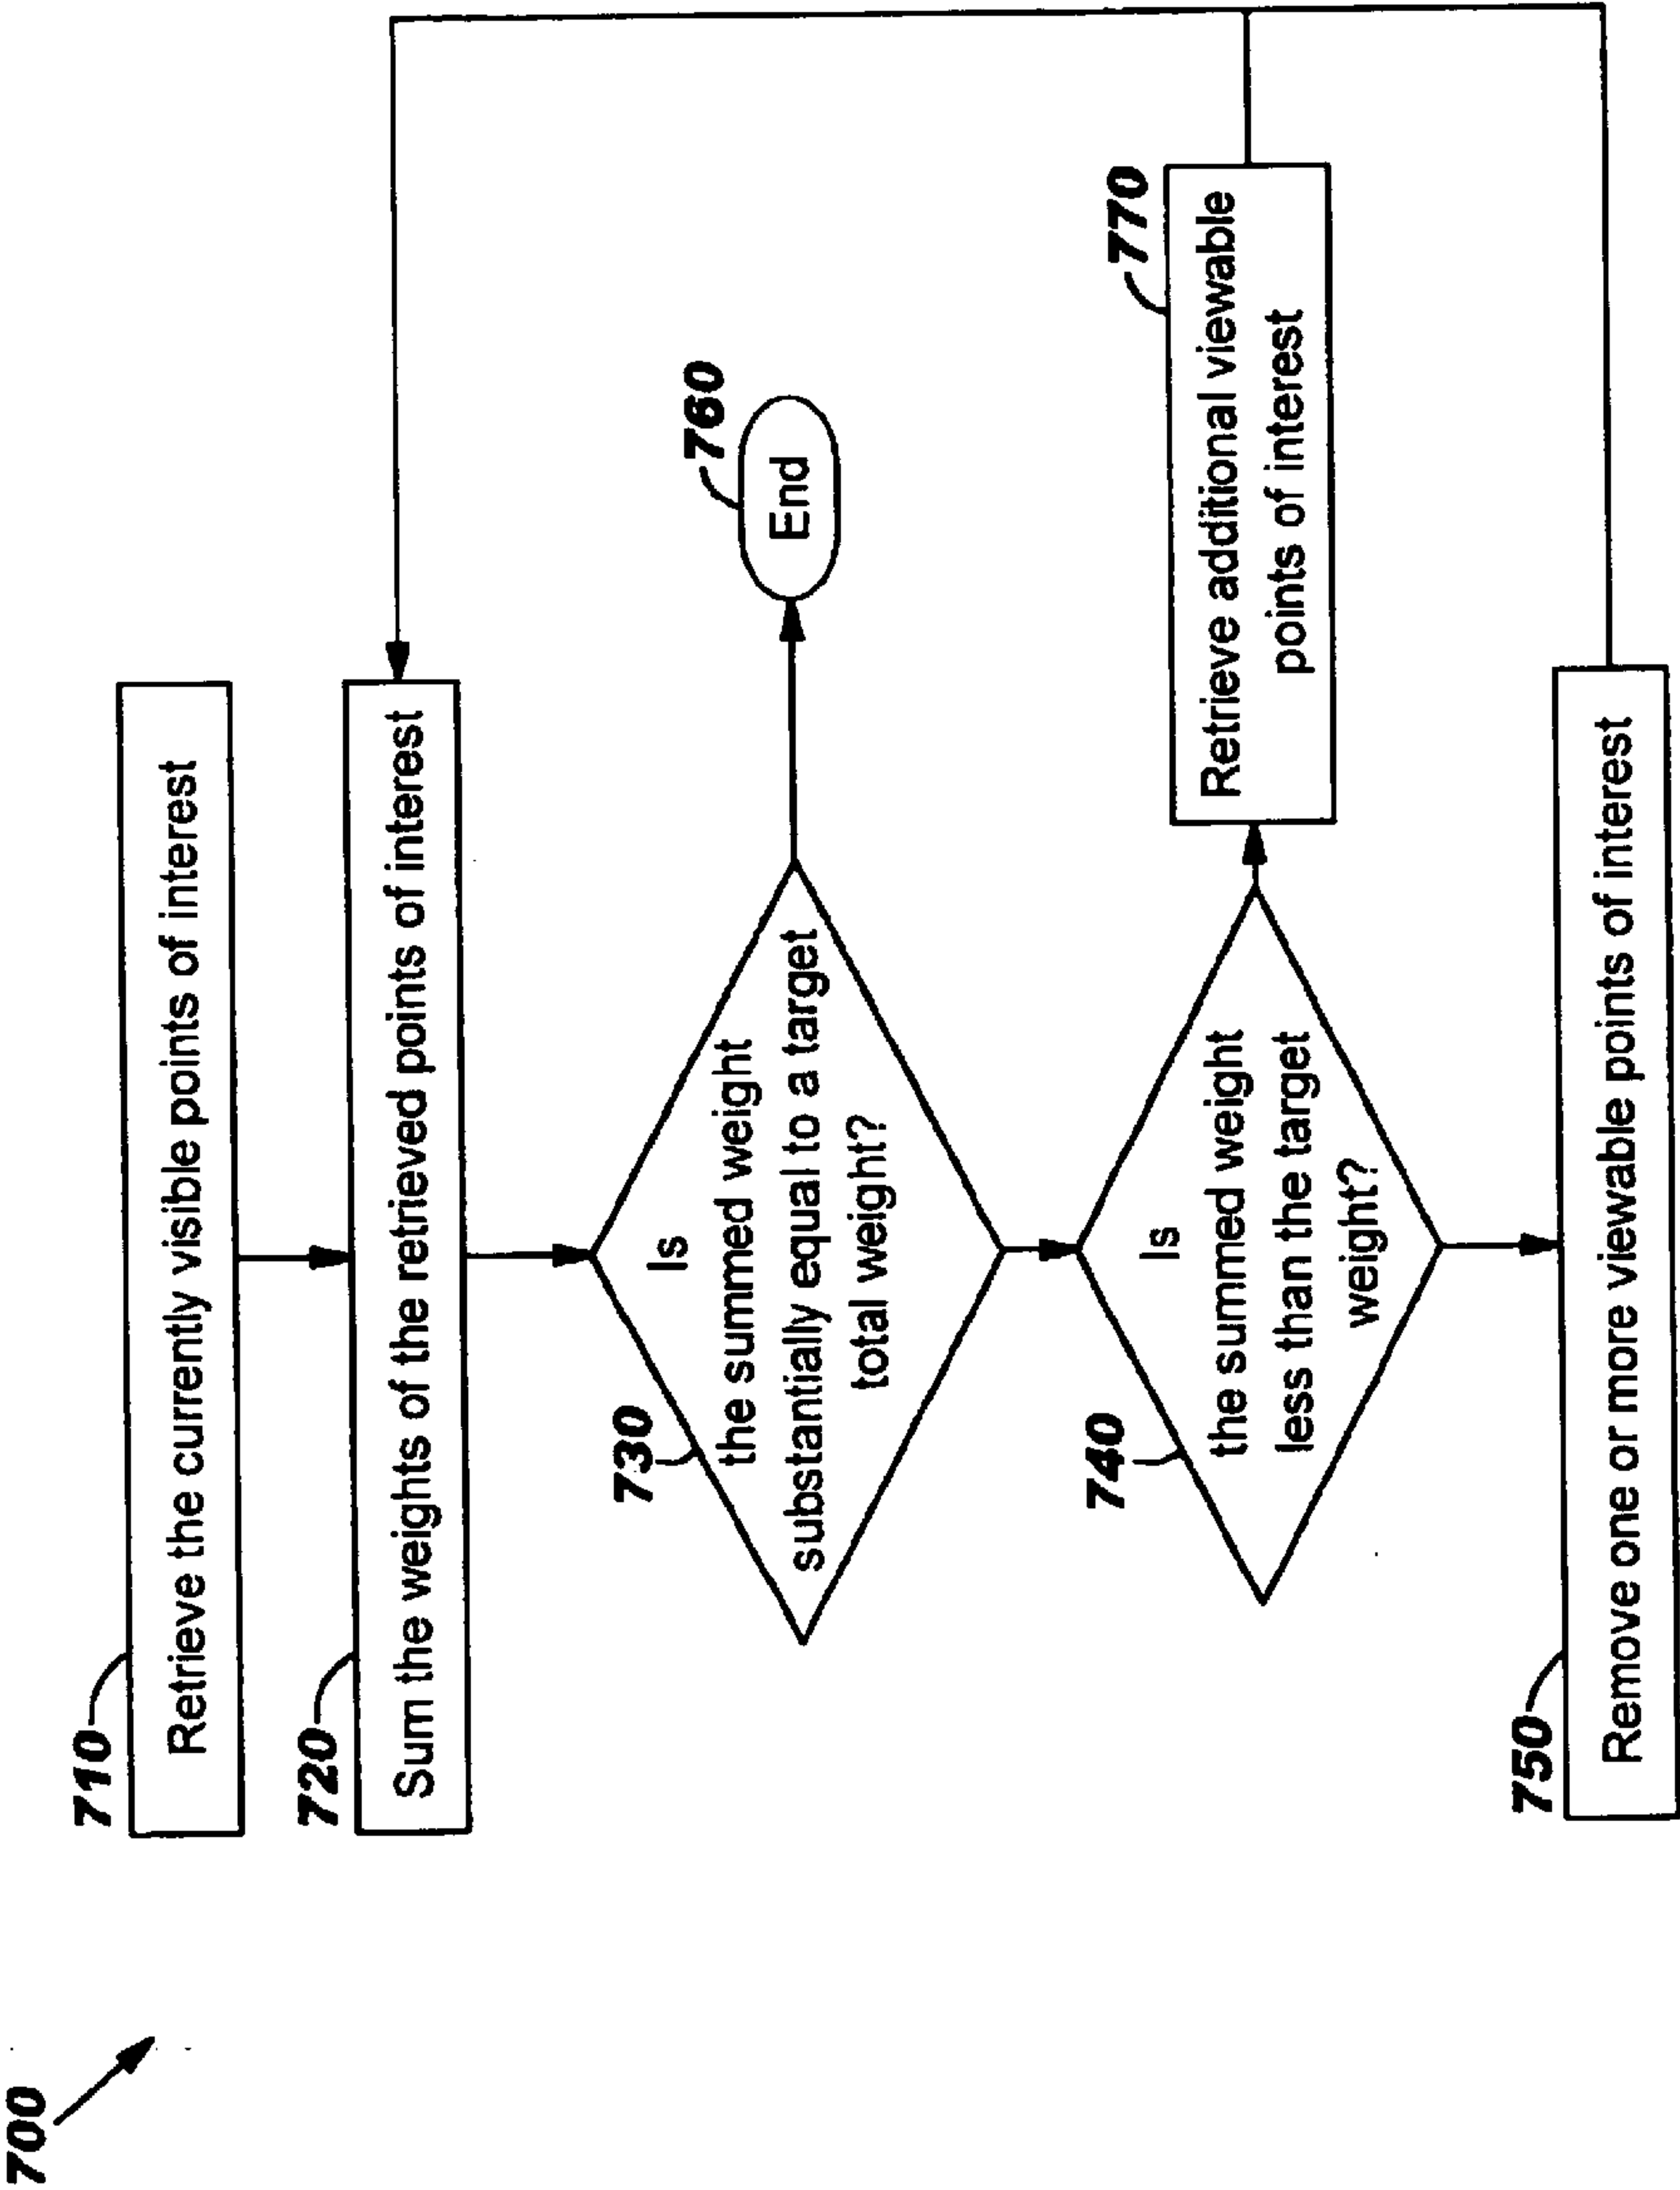 700
710
Retrieve the currently visible points of interest
720
Sum the weights of the retrieved points of interest
730
Is
the summed weight
substantially equal to a target
total weight?
760
End
740
Is
the summed weight
less than the target
weight?
770
Retrieve additional viewable
points of interest
750
Remove one or more viewable points of interest